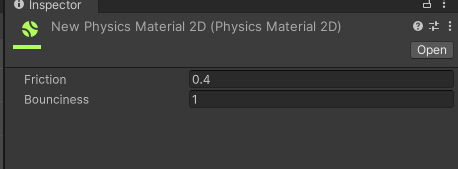 Inspector
New Physics Material 2D (Physics Material 2D)
Open
Friction 0.4
Bounciness 1